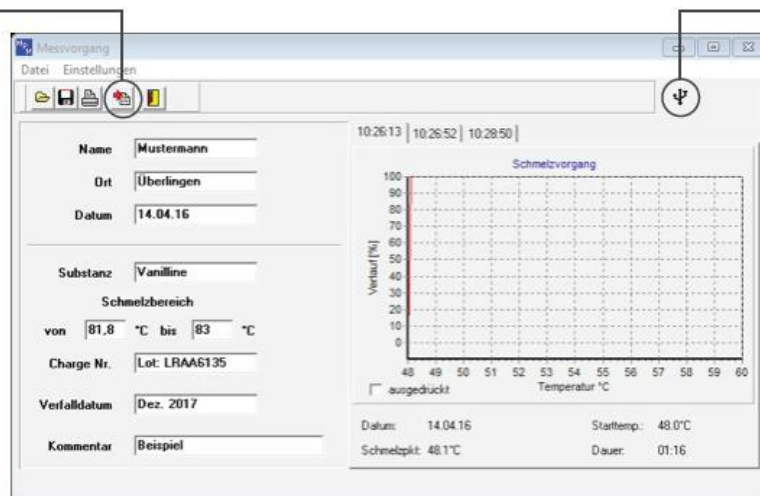 Messvorgang
Datei Einstellungen
Name Mustermann
Ort Überlingen
Datum 14.04.16
Substanz Vanilline
Schmelzbereich
von 81,8 °C bis 83 °C
Charge Nr. Lot: LRAA6135
Verfalldatum Dez. 2017
Kommentar Beispiel
10:26:13 10:26:52 10:28:50
Schmelzvorgang
Verlauf [%]
100
90
80
70
60
50
40
30
20
10
0
48 49 50 51 52 53 54 55 56 57 58 59 60
ausgedrückt Temperatur °C
Datum: 14.04.16 Starttemp.: 48.0°C
Schmelzpkt: 48.1°C Dauer: 01:16